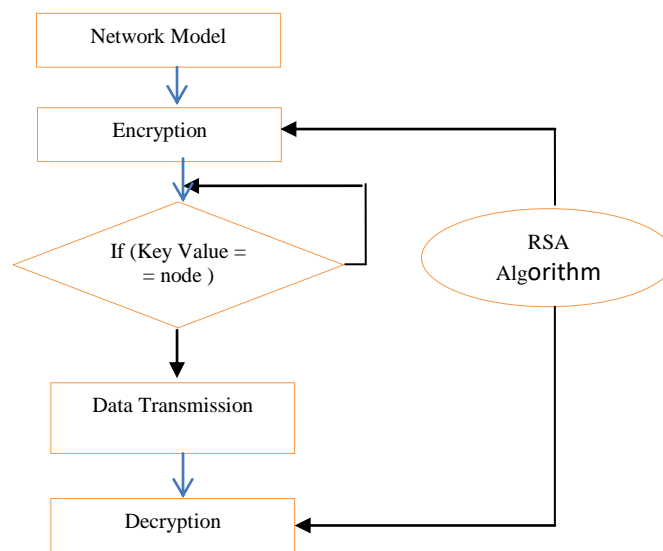 Network Model
Encryption
If (Key Value =
= node )
RSA
Algorithm
Data Transmission
Decryption